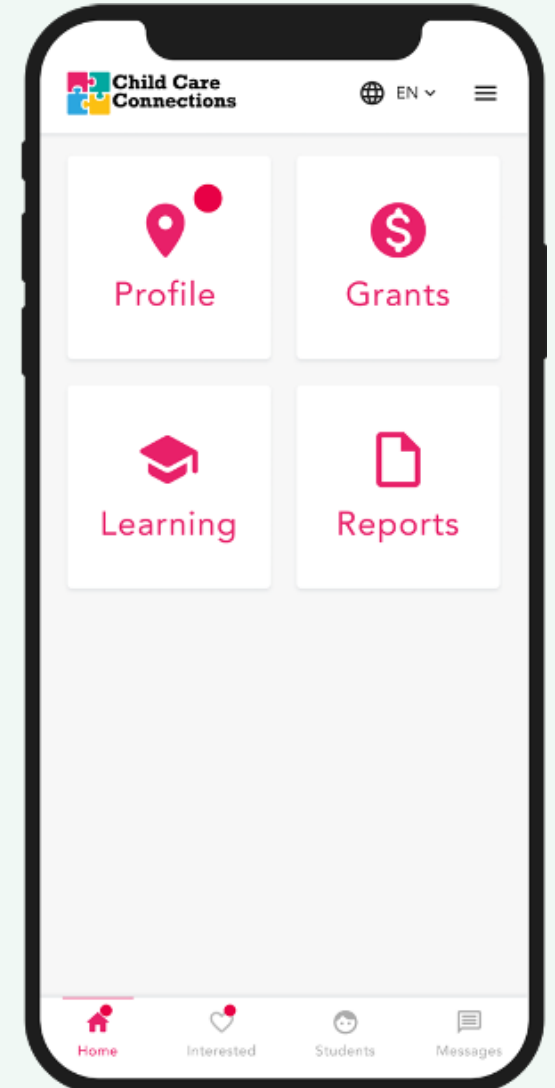 Child Care
Connections
EN
Profile
Grants
Learning
Reports
Home
Interested
Students
Messages